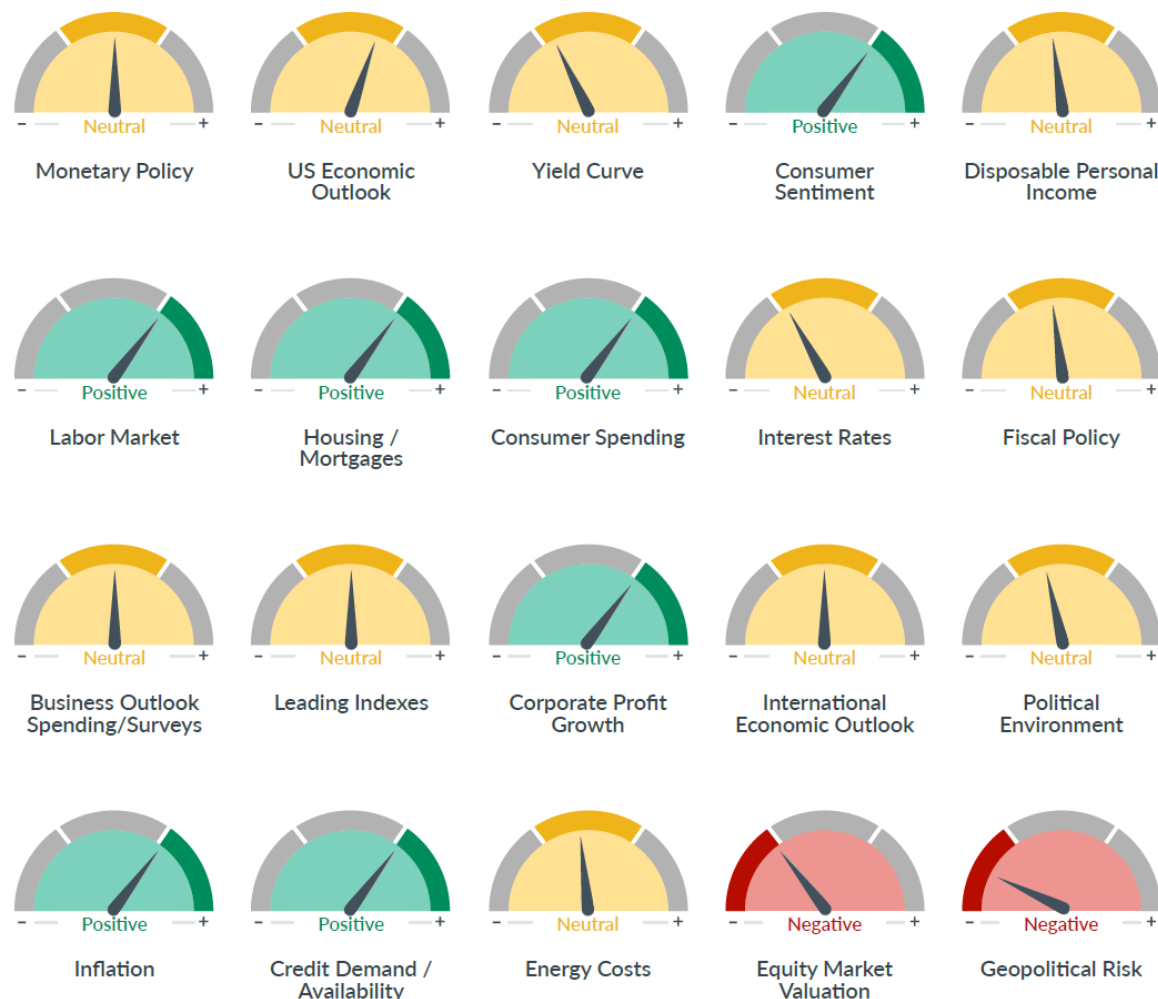 - Neutral +
Monetary Policy
- Neutral +
US Economic
Outlook
- Neutral +
Yield Curve
- Positive +
Consumer
Sentiment
- Neutral +
Disposable Personal
Income
- Positive +
Labor Market
- Positive +
Housing /
Mortgages
- Positive +
Consumer Spending
- Neutral +
Interest Rates
- Neutral +
Fiscal Policy
- Neutral +
Business Outlook
Spending/Surveys
- Neutral +
Leading Indexes
- Positive +
Corporate Profit
Growth
- Neutral +
International
Economic Outlook
- Neutral +
Political
Environment
- Positive +
Inflation
- Positive +
Credit Demand /
Availability
- Neutral +
Energy Costs
- Negative +
Equity Market
Valuation
- Negative +
Geopolitical Risk